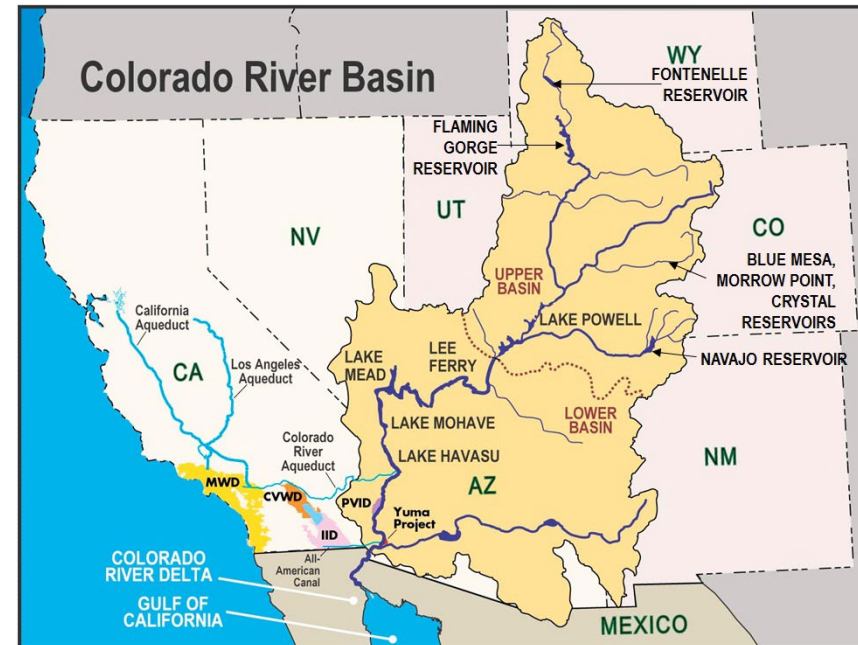 Colorado River Basin
WY
FONTENELLE
RESERVOIR
FLAMING
GORGE
RESERVOIR
UT
NV
CO
UPPER
BASIN
BLUE MESA,
MORROW POINT,
CRYSTAL
RESERVOIRS
California
Aqueduct
LAKE POWELL
Los Angeles
Aqueduct
CA
LAKE
MEAD
LEE
FERRY
NAVAJO RESERVOIR
LOWER
BASIN
LAKE MOHAVE
Colorado
River
Aqueduct
LAKE HAVASU
NM
MWD
CVWD
PVID
AZ
Yuma
Project
IID
All-
American
Canal
COLORADO
RIVER DELTA
GULF OF
CALIFORNIA
MEXICO